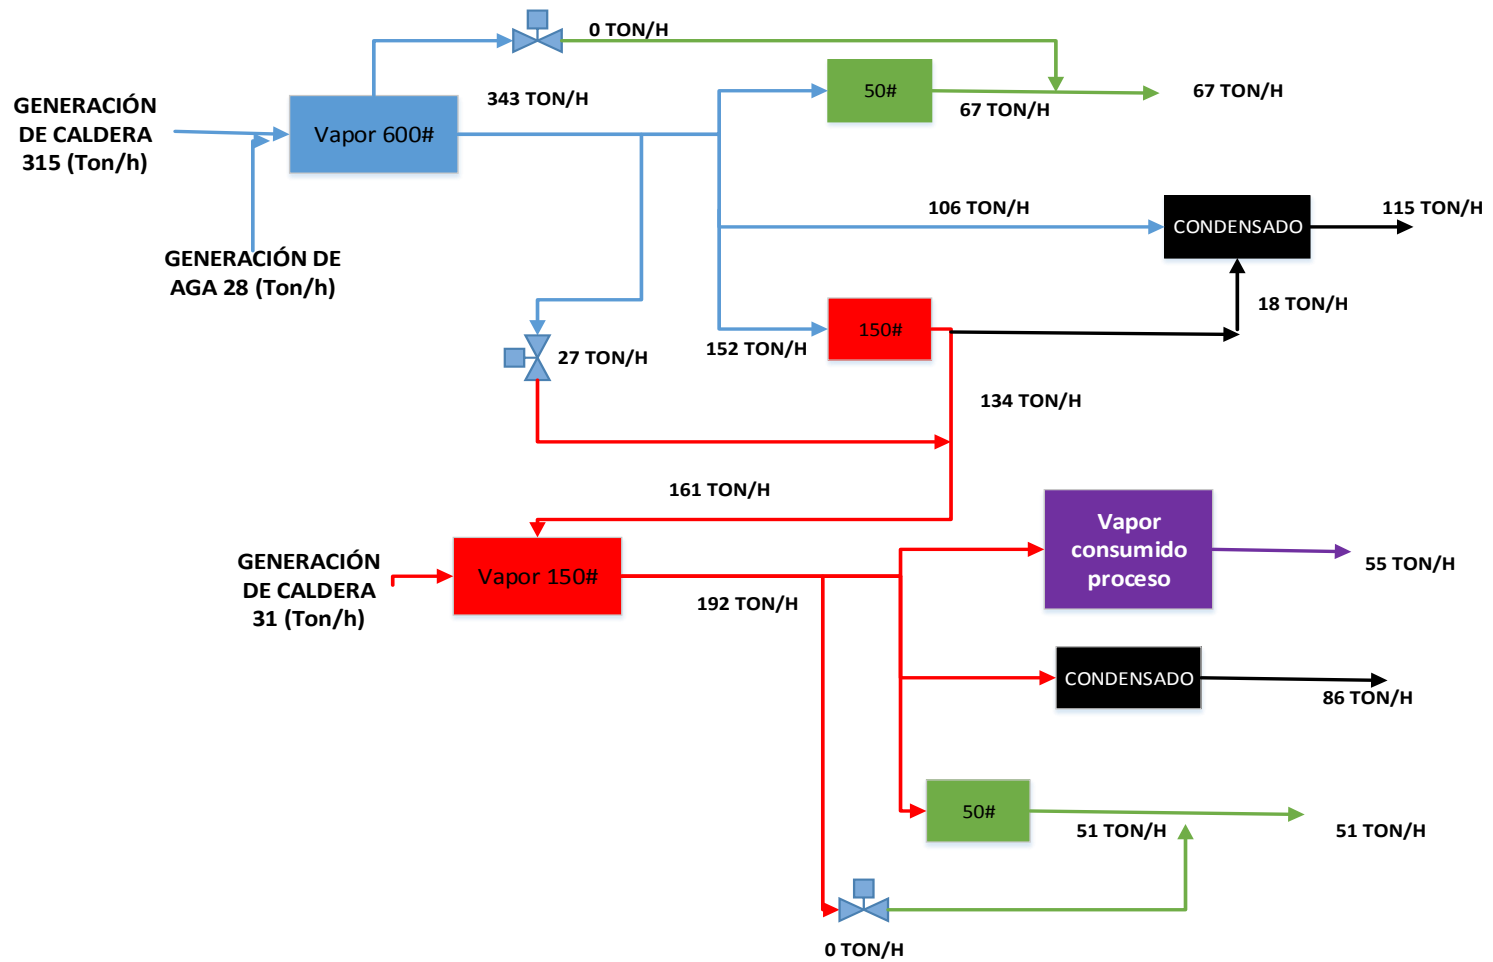 0 TON/H
GENERACIÓN
DE CALDERA
315 (Ton/h)
Vapor 600#
343 TON/H
50#
67 TON/H
67 TON/H
GENERACIÓN DE
AGA 28 (Ton/h)
106 TON/H
CONDENSADO
115 TON/H
18 TON/H
27 TON/H
152 TON/H
150#
134 TON/H
161 TON/H
GENERACIÓN
DE CALDERA
31 (Ton/h)
Vapor 150#
192 TON/H
Vapor
consumido
proceso
55 TON/H
CONDENSADO
86 TON/H
50#
51 TON/H
51 TON/H
0 TON/H